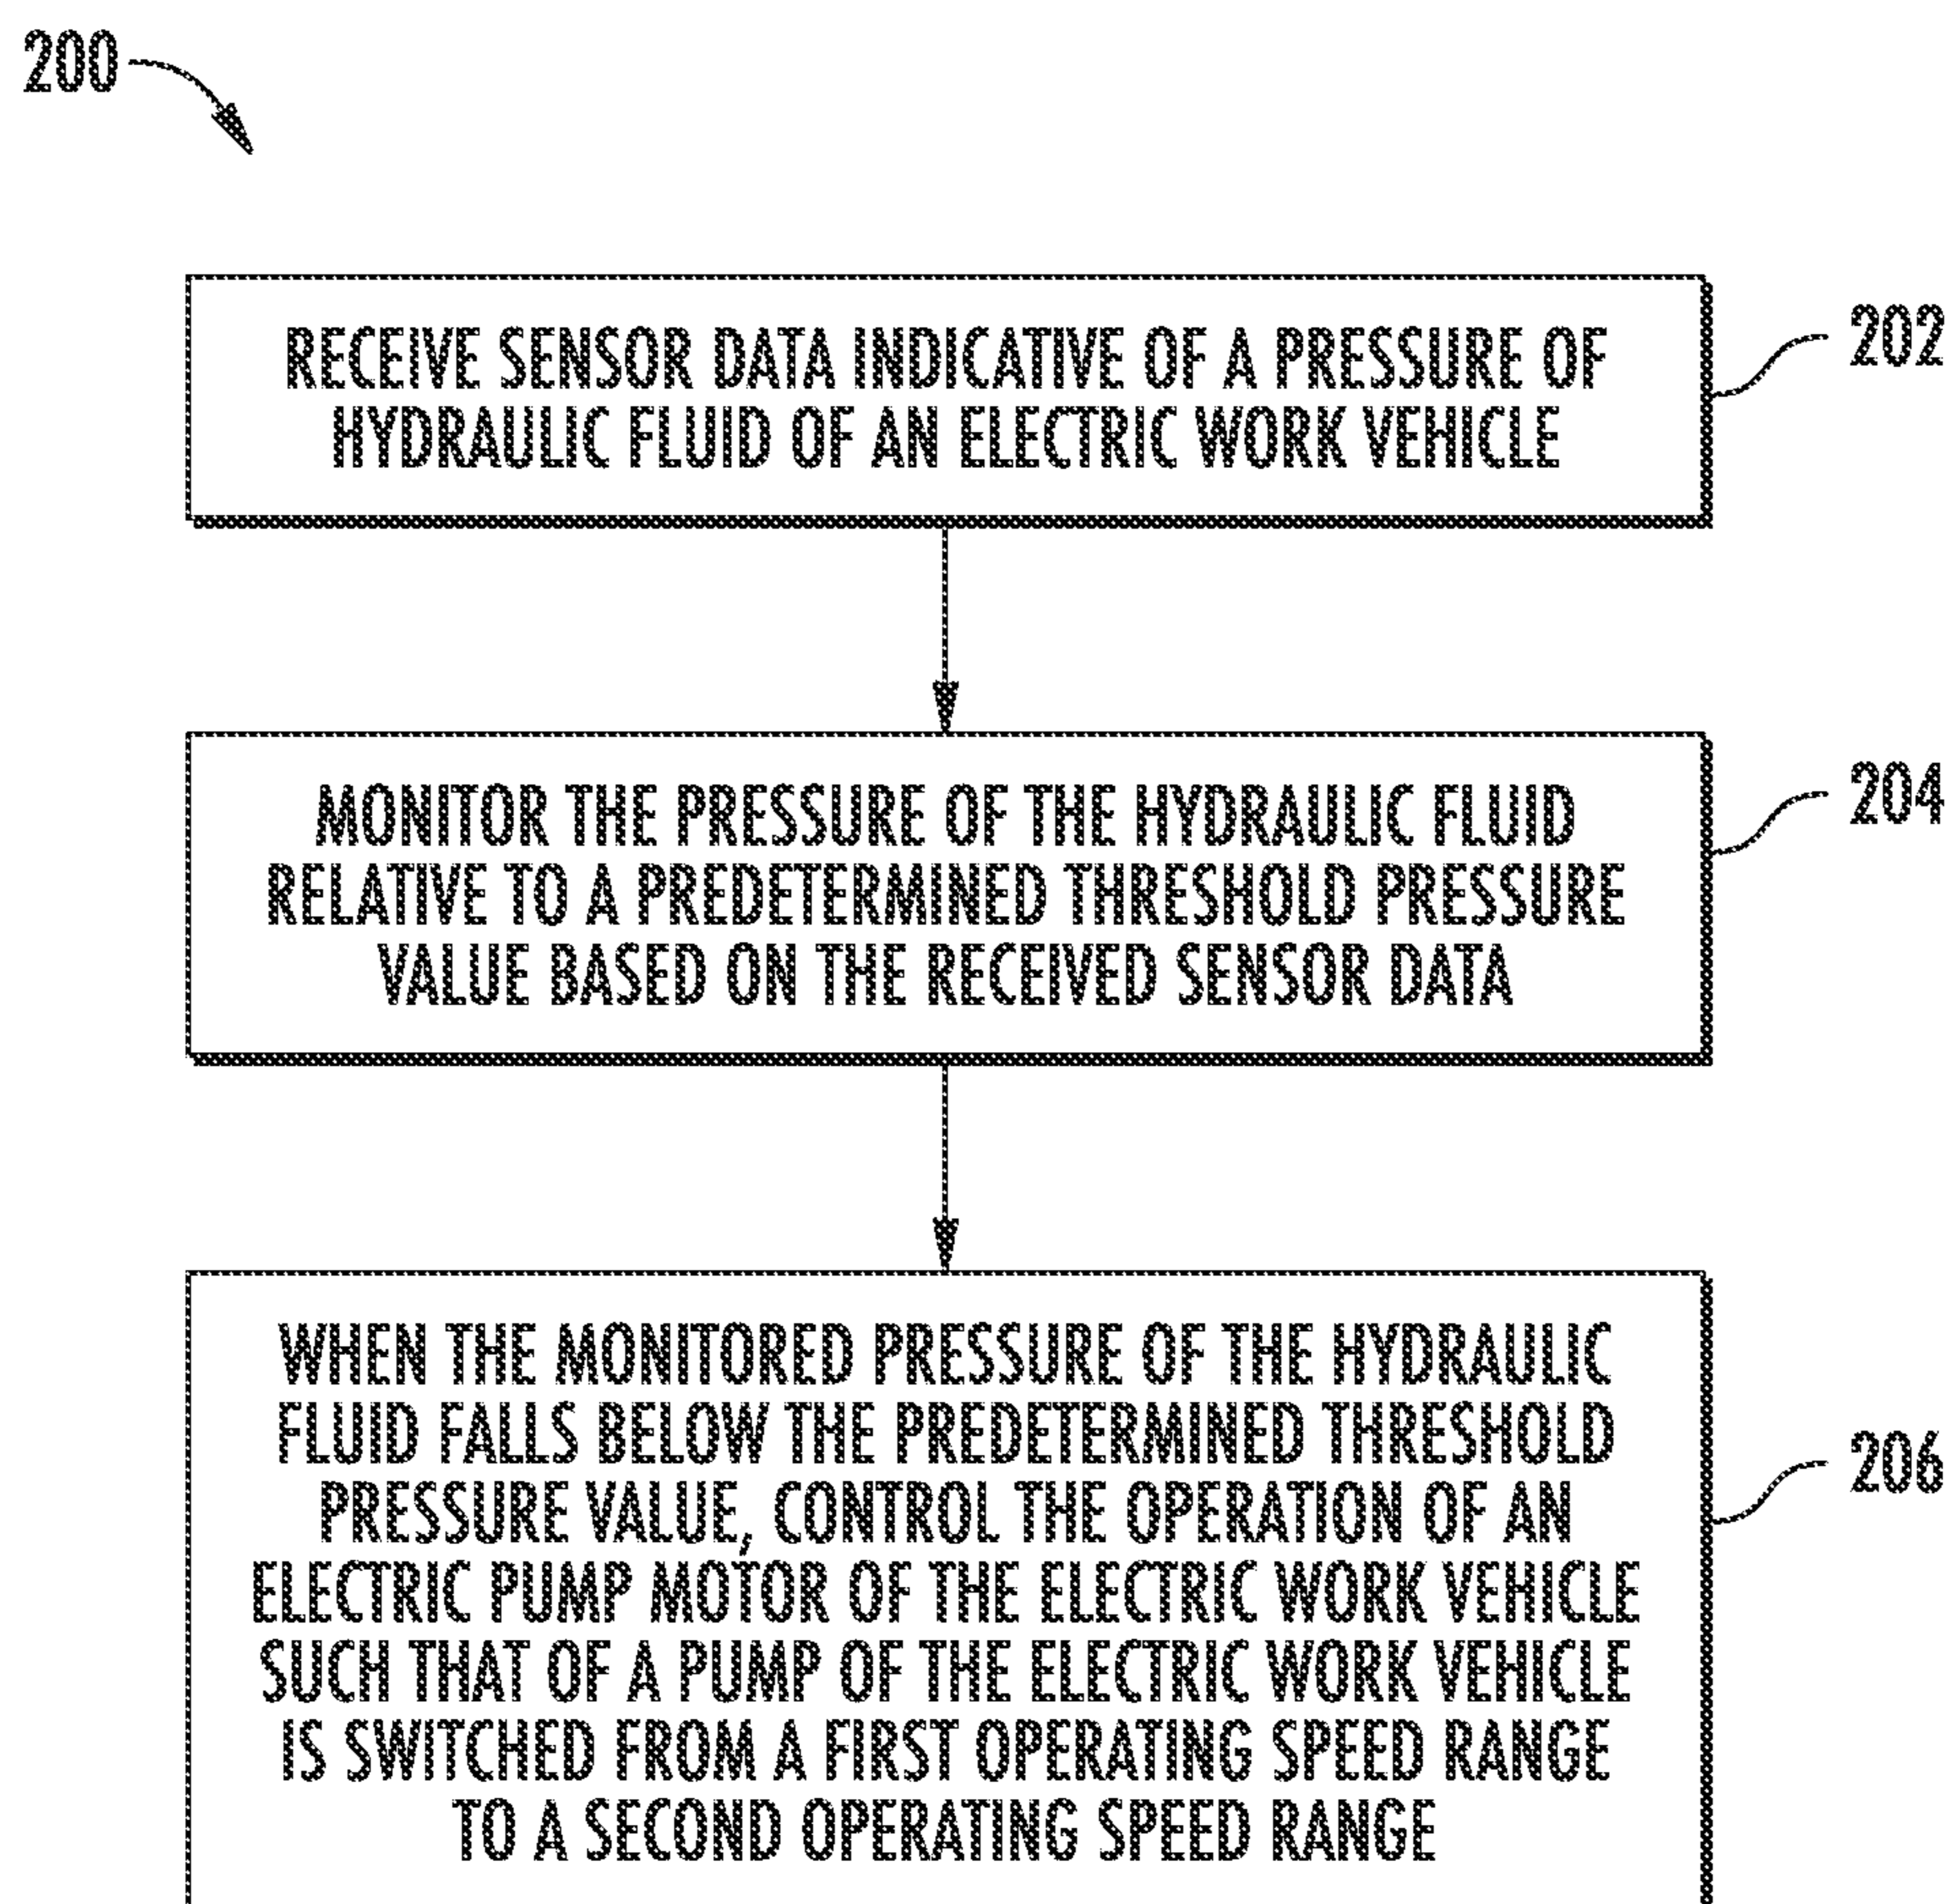 200
RECEIVE SENSOR DATA INDICATIVE OF A PRESSURE OF
HYDRAULIC FLUID OF AN ELECTRIC WORK VEHICLE
202
MONITOR THE PRESSURE OF THE HYDRAULIC FLUID
RELATIVE TO A PREDETERMINED THRESHOLD PRESSURE
VALUE BASED ON THE RECEIVED SENSOR DATA
204
WHEN THE MONITORED PRESSURE OF THE HYDRAULIC
FLUID FALLS BELOW THE PREDETERMINED THRESHOLD
PRESSURE VALUE, CONTROL THE OPERATION OF AN
ELECTRIC PUMP MOTOR OF THE ELECTRIC WORK VEHICLE
SUCH THAT OF A PUMP OF THE ELECTRIC WORK VEHICLE
IS SWITCHED FROM A FIRST OPERATING SPEED RANGE
TO A SECOND OPERATING SPEED RANGE
206